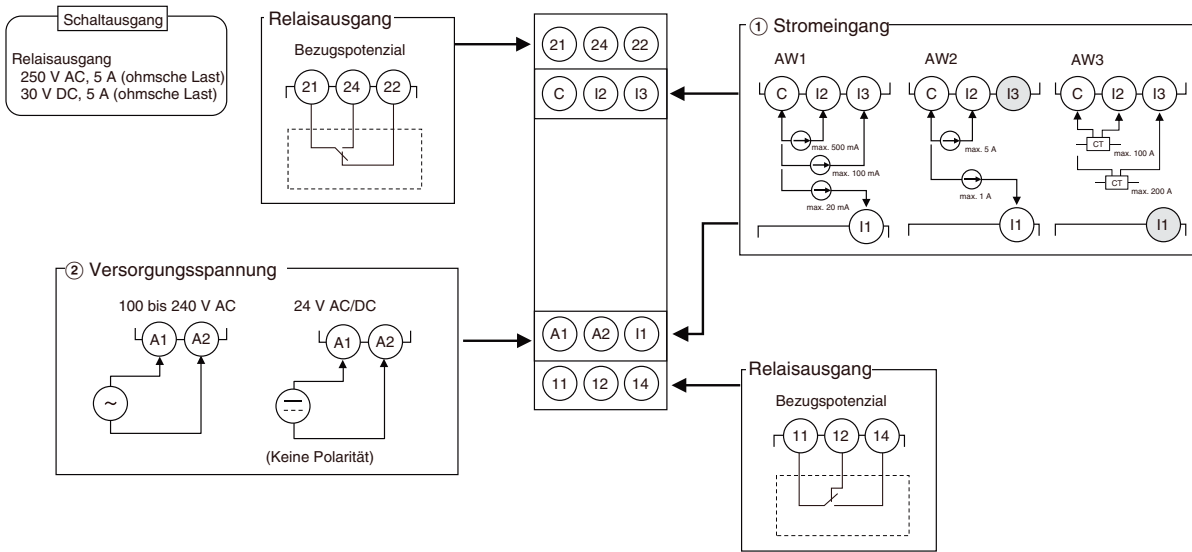 Schaltausgang
Relaisausgang
250 V AC, 5 A (ohmsche Last)
30 V DC, 5 A (ohmsche Last)
Relaisausgang
Bezugspotenzial
21 24 22
21 24 22
C I2 I3
① Stromeingang
AW1 AW2 AW3
C I2 I3 C I2 I3 C I2 I3
max. 500 mA
max. 100 mA
max. 20 mA
I1
max. 5 A
max. 1 A
I1
CT
max. 100 A
CT
max. 200 A
I1
② Versorgungsspannung
100 bis 240 V AC
A1 A2
~
24 V AC/DC
A1 A2
(Keine Polarität)
A1 A2 I1
11 12 14
Relaisausgang
Bezugspotenzial
11 12 14